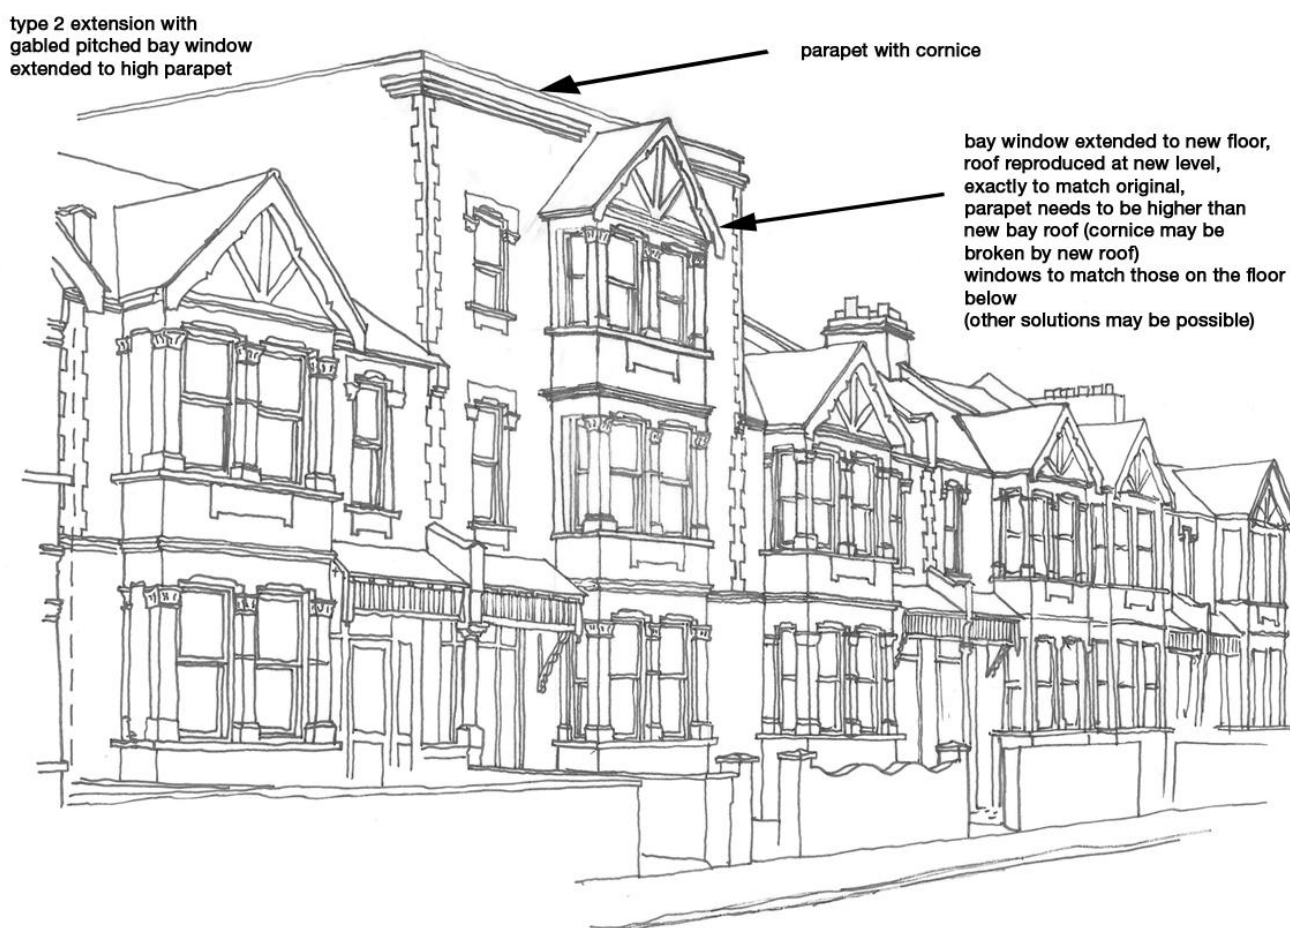 type 2 extension with
gabled pitched bay window
extended to high parapet
parapet with cornice
bay window extended to new floor,
roof reproduced at new level,
exactly to match original,
parapet needs to be higher than
new bay roof (cornice may be
broken by new roof)
windows to match those on the floor
below
(other solutions may be possible)